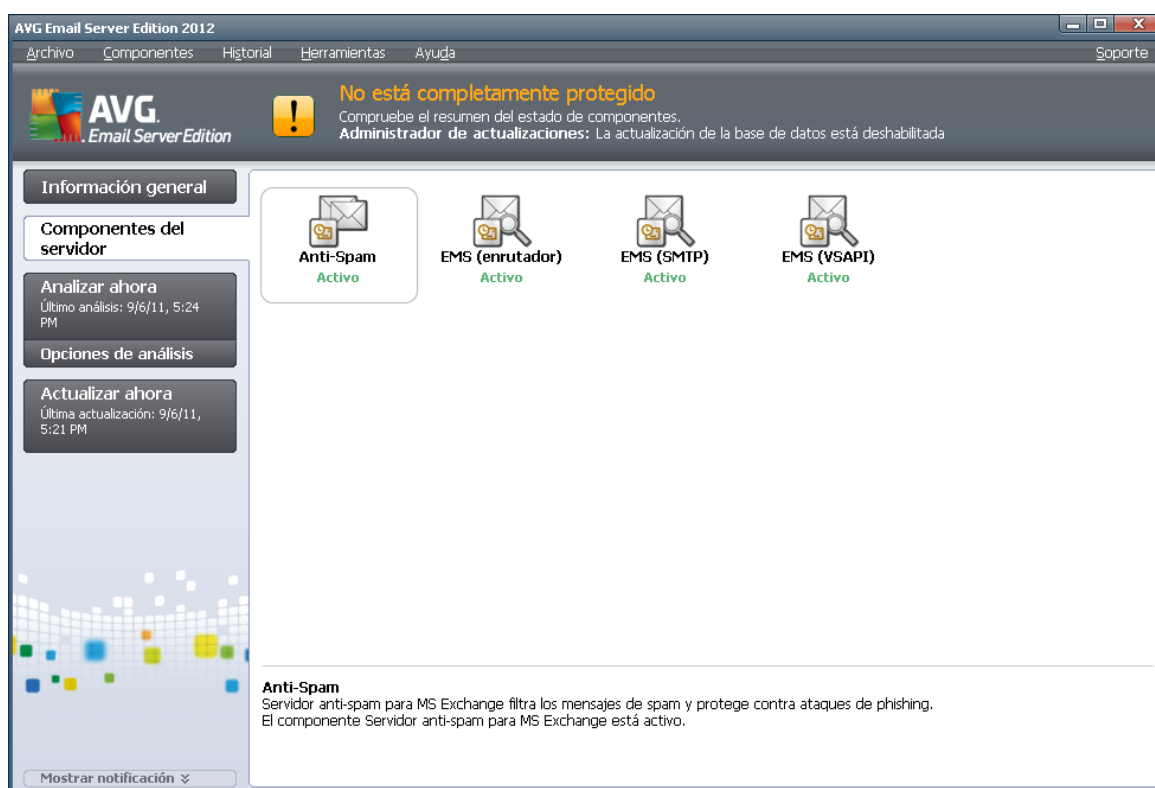 AVG Email Server Edition 2012
Archivo Componentes Historial Herramientas Ayuda Soporte
AVG.
Email Server Edition
No está completamente protegido
Compruebe el resumen del estado de componentes.
Administrador de actualizaciones: La actualización de la base de datos está deshabilitada
Información general
Componentes del
servidor
Analizar ahora
Último análisis: 9/6/11, 5:24
PM
Opciones de análisis
Actualizar ahora
Última actualización: 9/6/11,
5:21 PM
Anti-Spam
Activo
EMS (enrutador)
Activo
EMS (SMTP)
Activo
EMS (VSAPI)
Activo
Anti-Spam
Servidor anti-spam para MS Exchange filtra los mensajes de spam y protege contra ataques de phishing.
El componente Servidor anti-spam para MS Exchange está activo.
Mostrar notificación